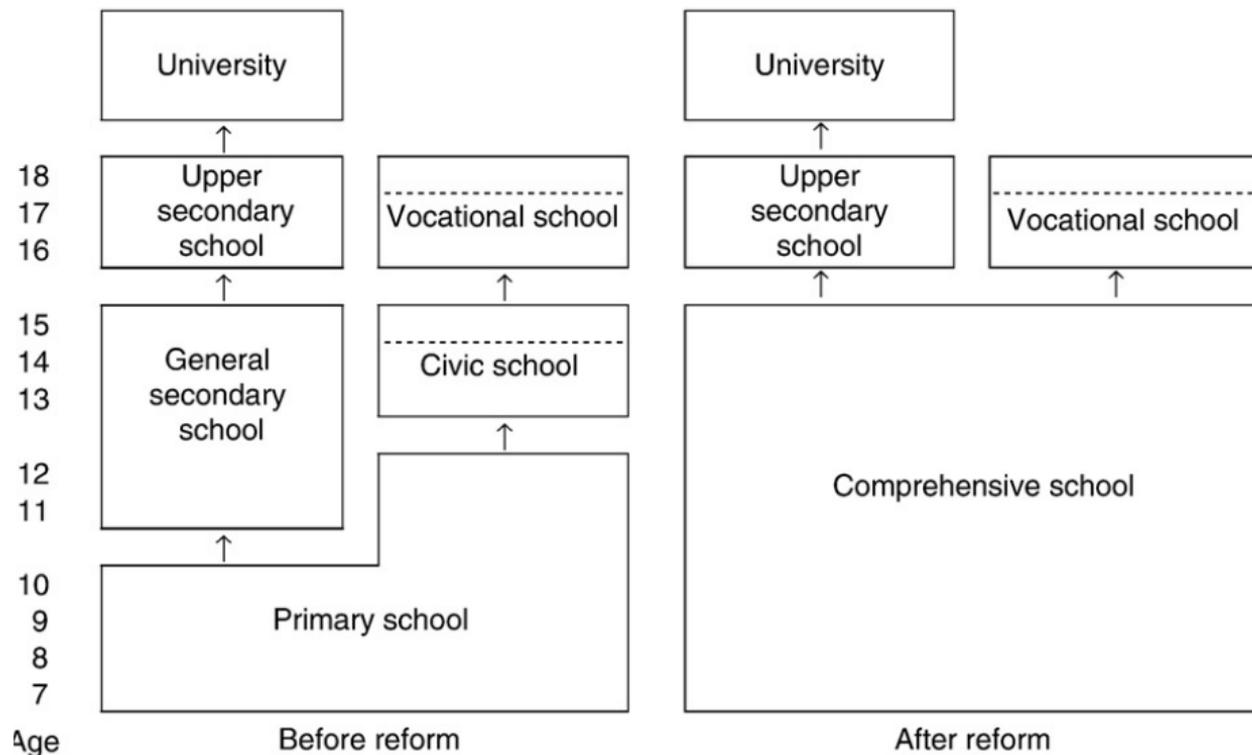 University
University
18
17
16
Upper
secondary
school
Vocational school
Upper
secondary
school
Vocational school
15
14
13
General
secondary
school
Civic school
12
11
Comprehensive school
10
9
8
7
Primary school
Age
Before reform
After reform